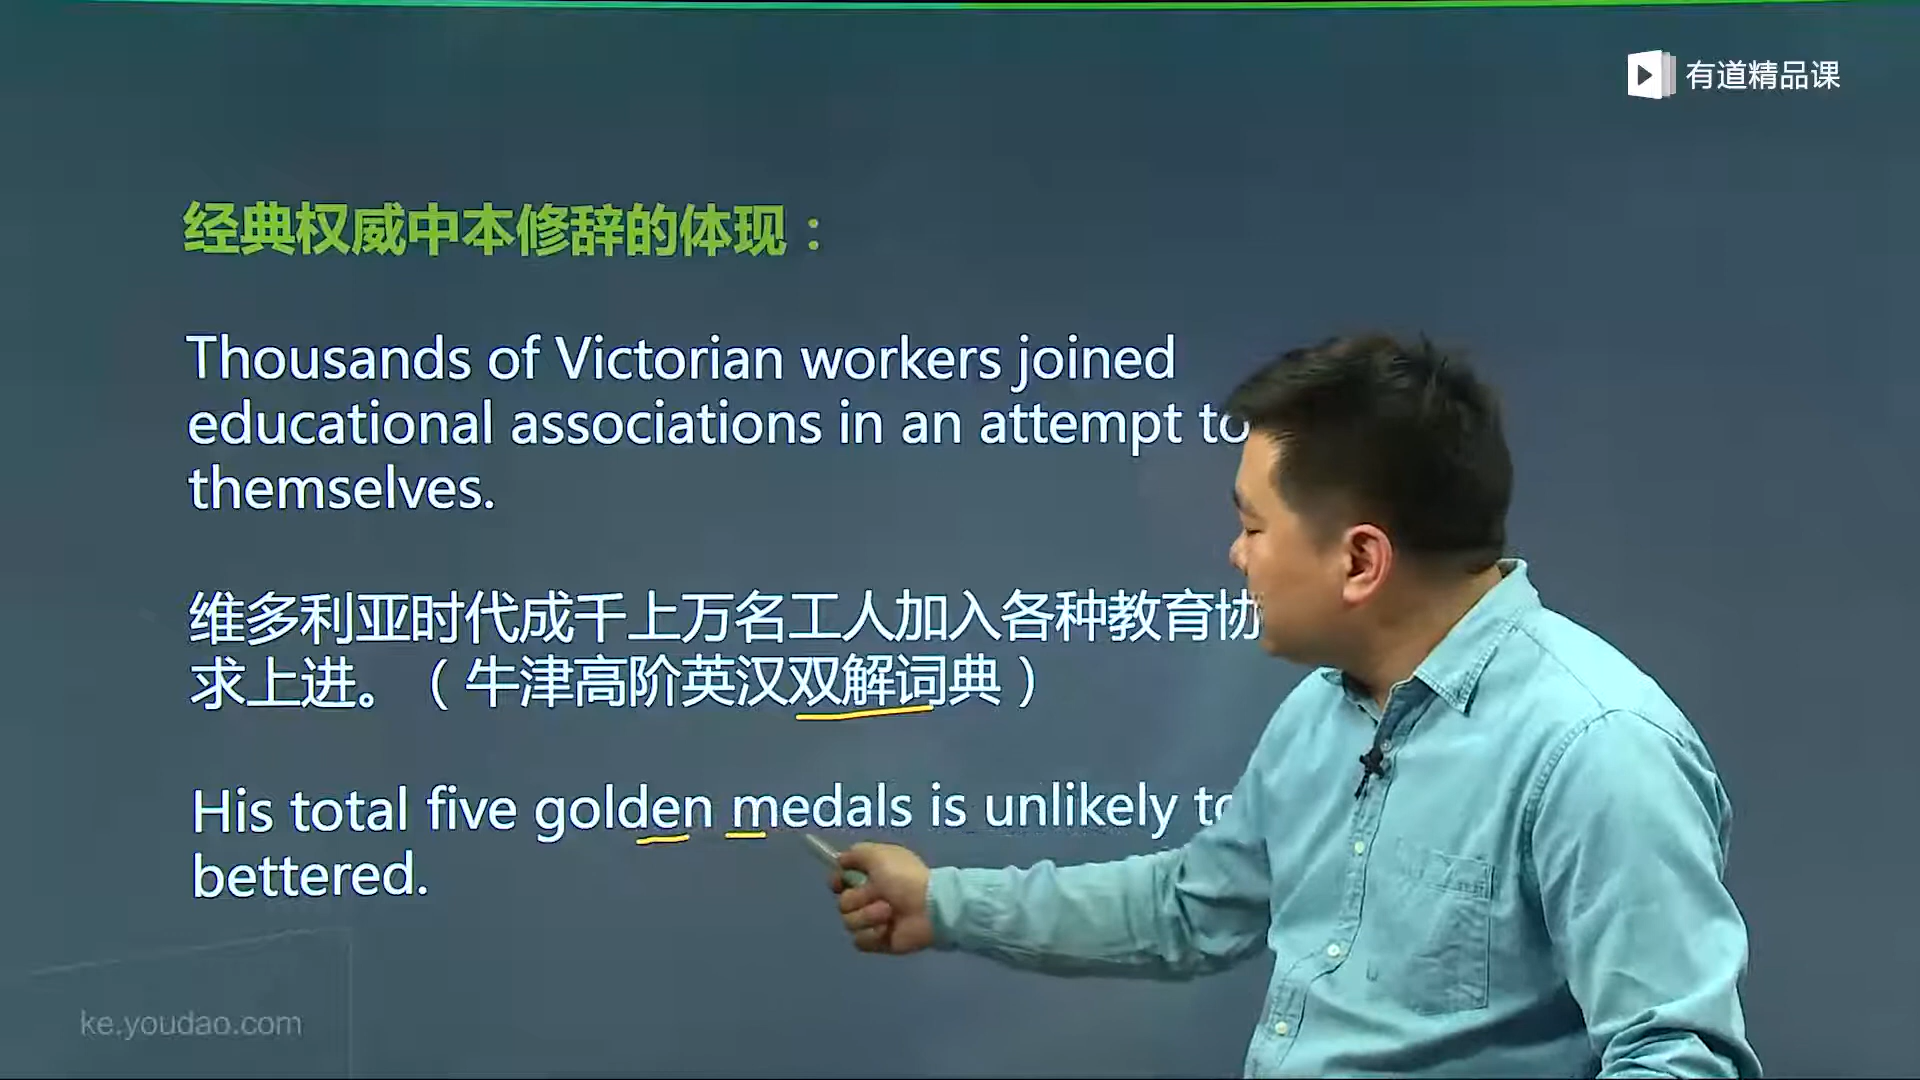 有道精品课
经典权威中本修辞的体现：
Thousands of Victorian workers joined
educational associations in an attempt to
themselves.
维多利亚时代成千上万名工人加入各种教育协
求上进。（牛津高阶英汉双解词典）
His total five golden medals is unlikely to
bettered.
ke.youdao.com